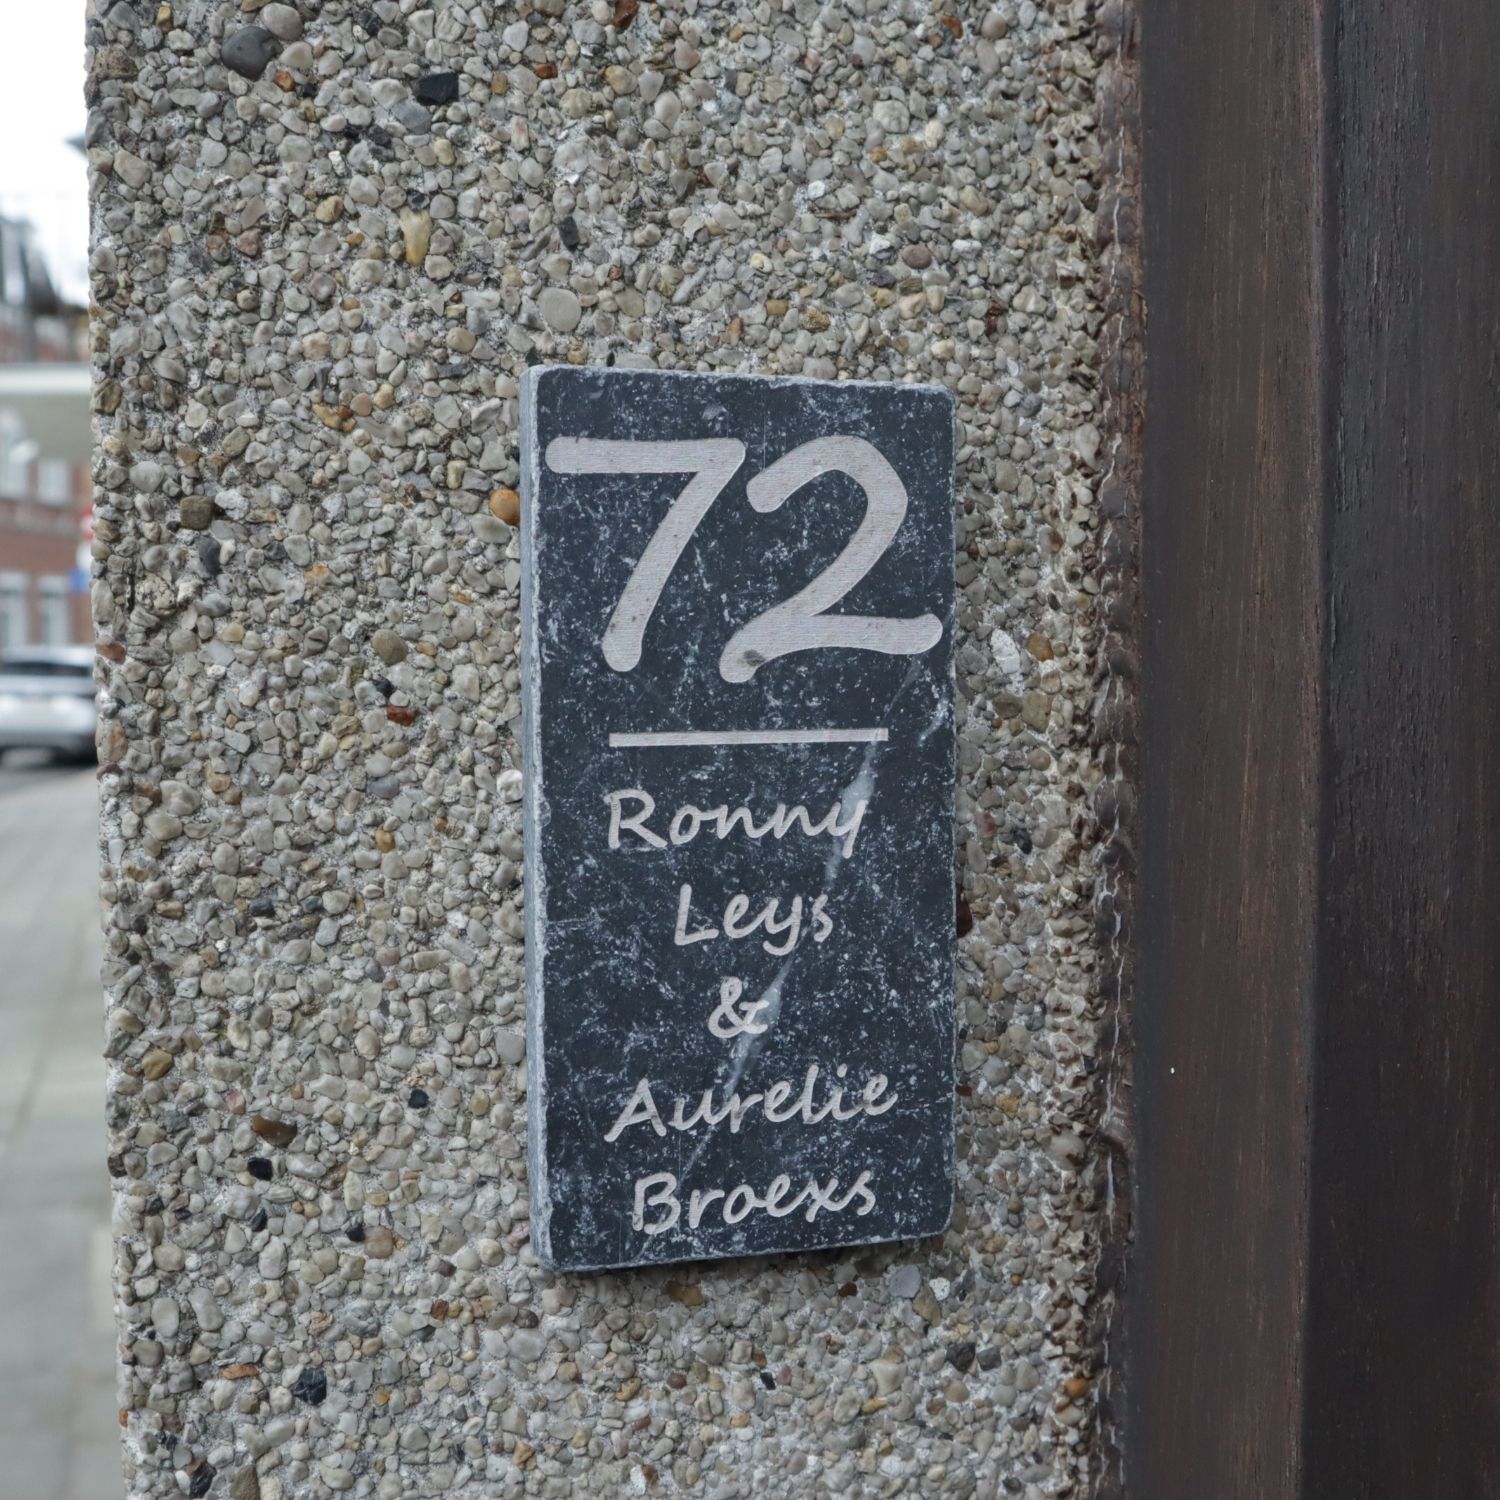 72
Ronny
Leys
&
Aurelie
Broexs